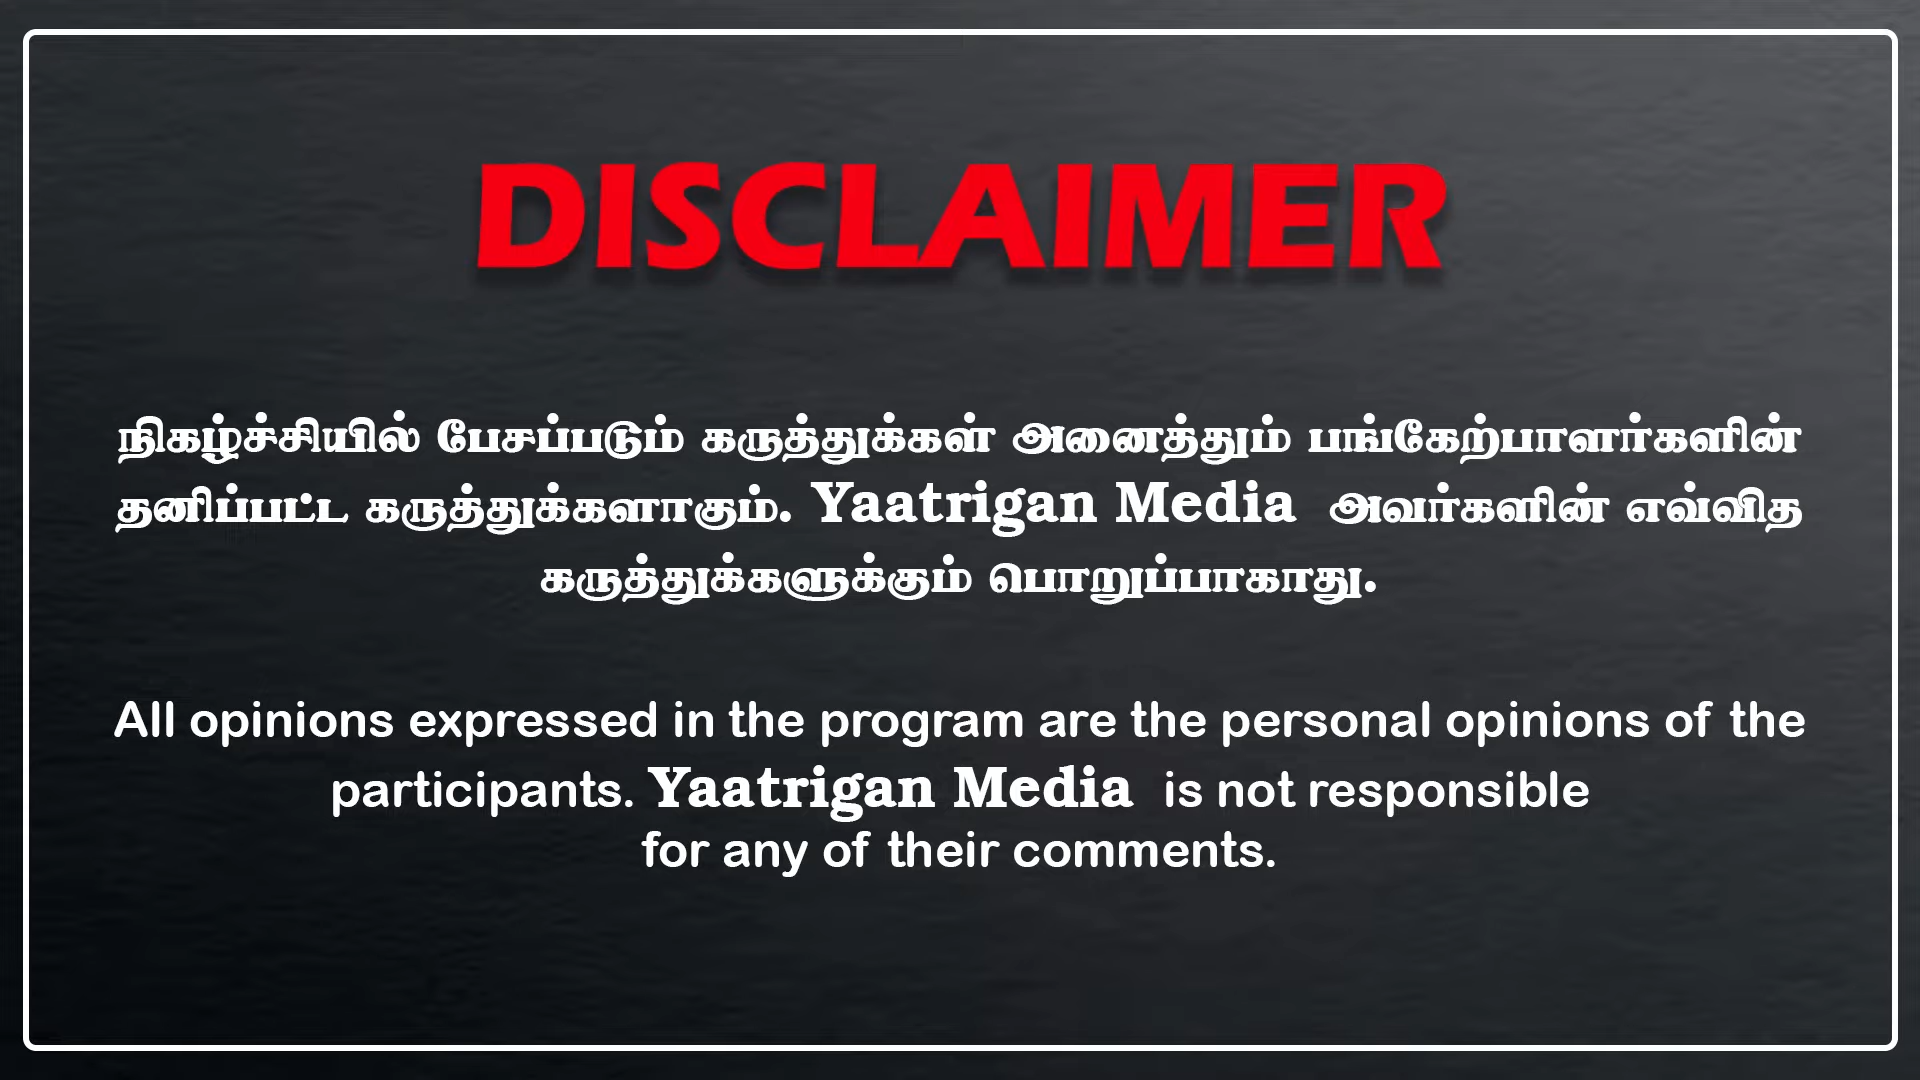 DISCLAIMER
நிகழ்ச்சியில் பேசப்படும் கருத்துக்கள் அனைத்தும் பங்கேற்பாளர்களின்
தனிப்பட்ட கருத்துக்களாகும். Yaatrigan Media அவர்களின் எவ்வித
கருத்துக்களுக்கும் பொறுப்பாகாது.
All opinions expressed in the program are the personal opinions of the
participants. Yaatrigan Media is not responsible
for any of their comments.